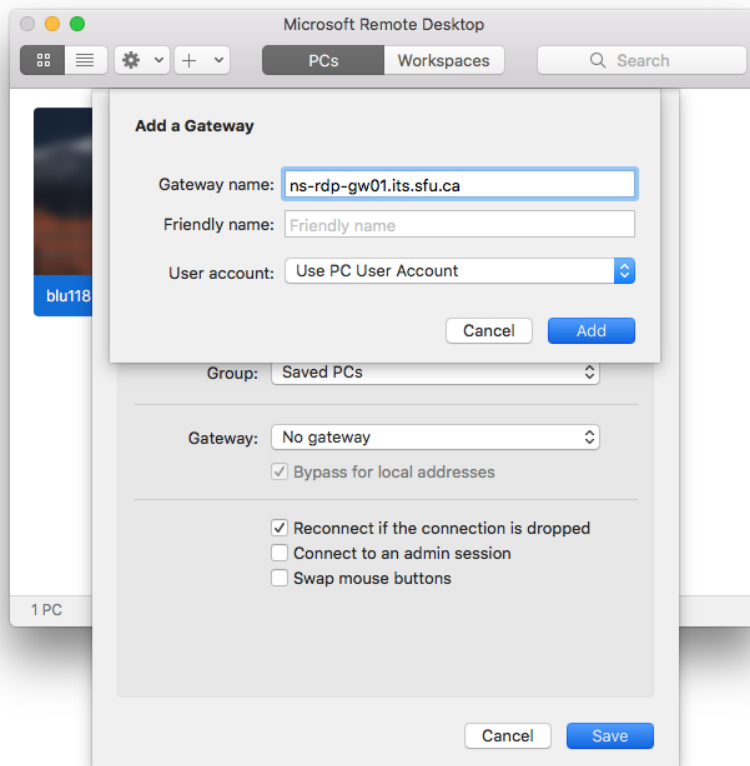 Microsoft Remote Desktop
PCs Workspaces Search
Add a Gateway
Gateway name: ns-rdp-gw01.its.sfu.ca
Friendly name: Friendly name
User account: Use PC User Account
Cancel Add
blu118
Group: Saved PCs
Gateway: No gateway
Bypass for local addresses
Reconnect if the connection is dropped
Connect to an admin session
Swap mouse buttons
1 PC
Cancel Save